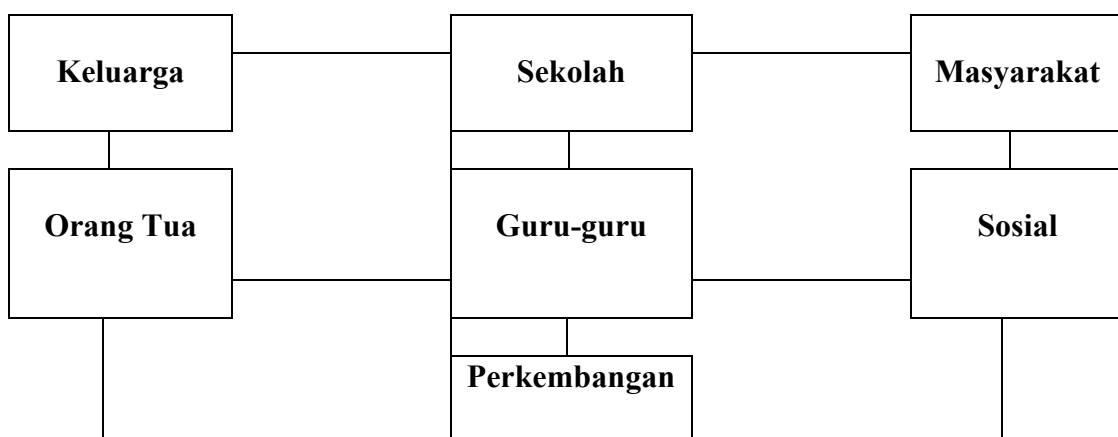 Keluarga
Sekolah
Masyarakat
Orang Tua
Guru-guru
Sosial
Perkembangan